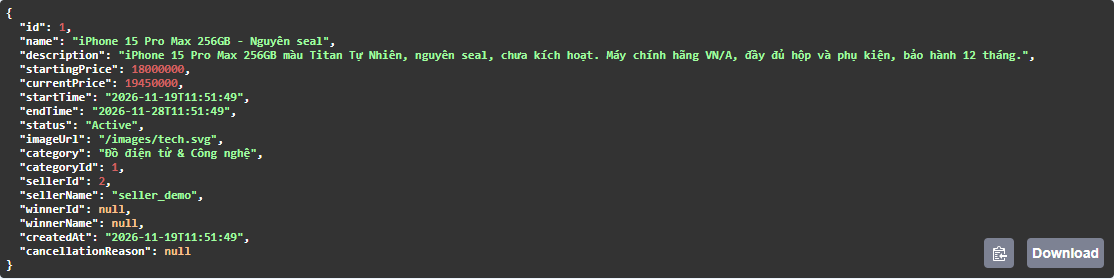 {
  "id": 1,
  "name": "iPhone 15 Pro Max 256GB - Nguyên seal",
  "description": "iPhone 15 Pro Max 256GB màu Titan Tự Nhiên, nguyên seal, chưa kích hoạt. Máy chính hãng VN/A, đầy đủ hộp và phụ kiện, bảo hành 12 tháng.",
  "startingPrice": 18000000,
  "currentPrice": 19450000,
  "startTime": "2026-11-19T11:51:49",
  "endTime": "2026-11-28T11:51:49",
  "status": "Active",
  "imageUrl": "/images/tech.svg",
  "category": "Đồ điện tử & Công nghệ",
  "categoryId": 1,
  "sellerId": 2,
  "sellerName": "seller_demo",
  "winnerId": null,
  "winnerName": null,
  "createdAt": "2026-11-19T11:51:49",
  "cancellationReason": null
}
Download